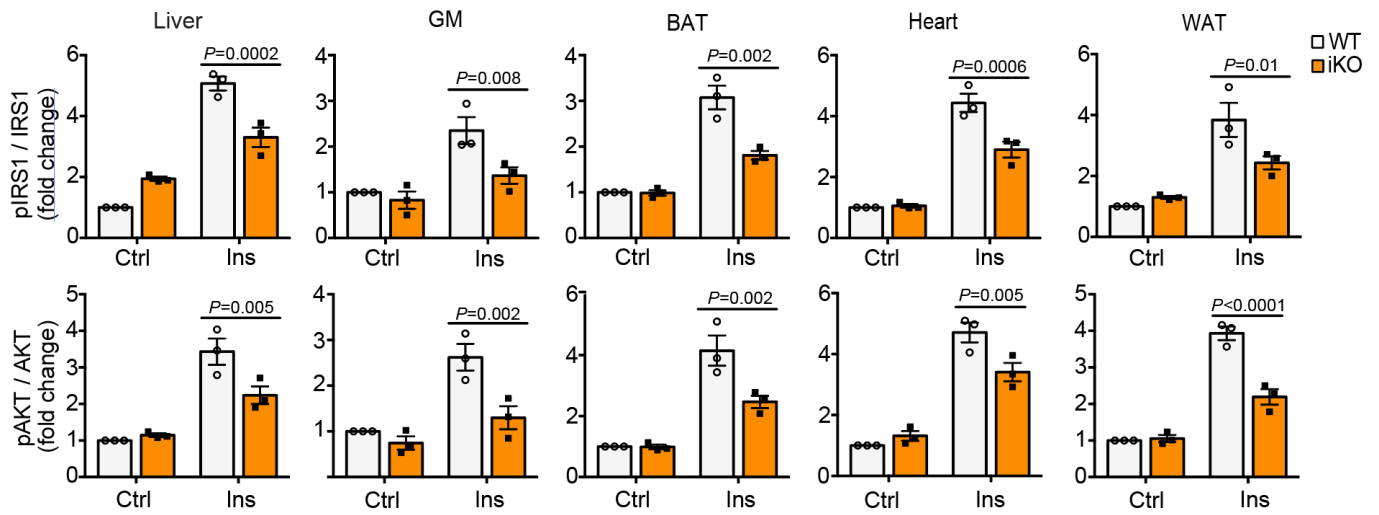 Liver GM BAT Heart WAT
WT
iKO
pIRS1 / IRS1
(fold change)
6
4
2
0
P=0.0002
Ctrl Ins
4
3
2
1
0
P=0.008
Ctrl Ins
4
3
2
1
0
P=0.002
Ctrl Ins
6
4
2
0
P=0.0006
Ctrl Ins
6
4
2
0
P=0.01
Ctrl Ins
pAKT / AKT
(fold change)
5
4
3
2
1
0
P=0.005
Ctrl Ins
4
3
2
1
P=0.002
Ctrl Ins
6
4
2
0
P=0.002
Ctrl Ins
6
4
2
0
P=0.005
Ctrl Ins
5
4
3
2
1
0
P<0.0001
Ctrl Ins